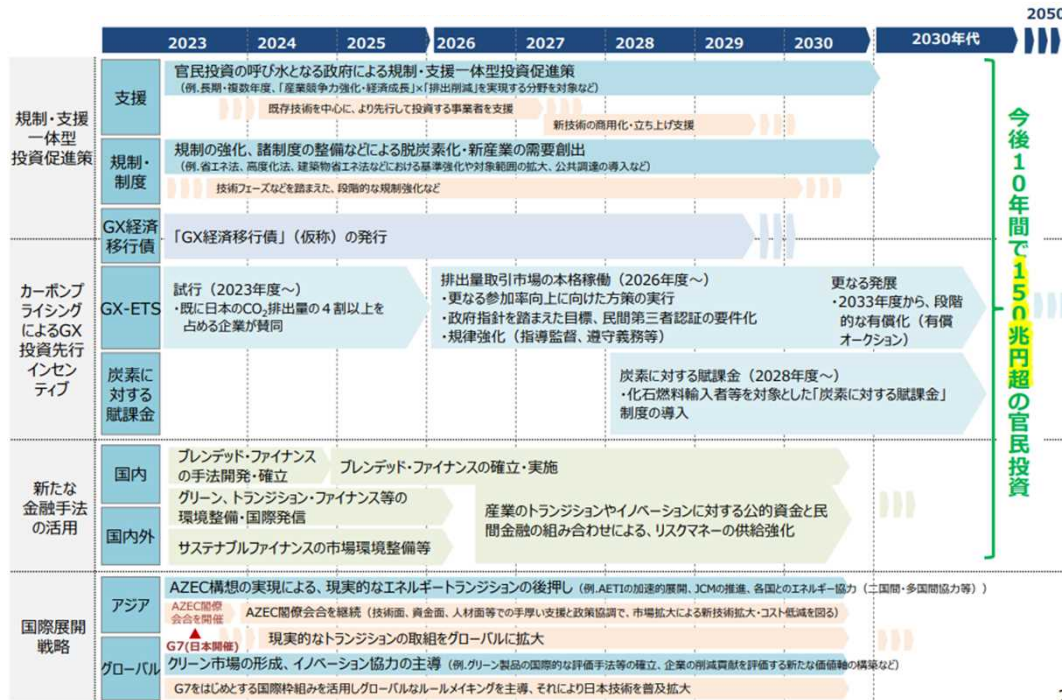 2050
2023
2024
2025
2026
2027
2028
2029
2030
2030年代
規制・支援
一体型
投資促進策
支援
官民投資の呼び水となる政府による規制・支援一体型投資促進策
(例.長期・複数年度、「産業競争力強化・経済成長」×「排出削減」を実現する分野を対象など)
既存技術を中心に、より先行して投資する事業者を支援
新技術の商用化・立ち上げ支援
規制・
制度
規制の強化、諸制度の整備などによる脱炭素化・新産業の需要創出
(例.省エネ法、高度化法、建築物省エネ法などにおける基準強化や対象範囲の拡大、公共調達の導入など)
技術フェーズなどを踏まえた、段階的な規制強化など
GX経済
移行債
「GX経済移行債」(仮称)の発行
カーボンプ
ライシング
によるGX
投資先行
インセン
ティブ
GX-ETS
試行(2023年度~)
・既に日本のCO₂排出量の4割以上を
占める企業が賛同
排出量取引市場の本格稼働(2026年度~)
・更なる参加率向上に向けた方策の実行
・政府指針を踏まえた目標、民間第三者認証の要件化
・規律強化(指導監督、遵守義務等)
更なる発展
・2033年度から、段階
的な有償化(有償
オークション)
炭素に
対する
賦課金
炭素に対する賦課金(2028年度~)
・化石燃料輸入者等を対象とした「炭素に対する賦課金」
制度の導入
新たな
金融手法
の活用
国内
ブレンデッド・ファイナンス
の手法開発・確立
ブレンデッド・ファイナンスの確立・実施
グリーン、トランジション・ファイナンス等の
環境整備・国際発信
産業のトランジションやイノベーションに対する公的資金と民
間金融の組み合わせによる、リスクマネーの供給強化
国内外
サステナブルファイナンスの市場環境整備等
今後10年間で150兆円超の官民投資
国際展開
戦略
アジア
AZEC構想の実現による、現実的なエネルギートランジションの後押し(例.AETIの加速的展開、JCMの推進、各国とのエネルギー協力(二国間・多国間協力等))
AZEC閣僚
会合を開催
AZEC閣僚会合を継続(技術面、資金面、人材面等での手厚い支援と政策協調で、市場拡大による新技術拡大・コスト低減を図る)
G7(日本開催)
現実的なトランジションの取組をグローバルに拡大
グローバル
クリーン市場の形成、イノベーション協力の主導(例.グリーン製品の国際的な評価手法等の確立、企業の削減貢献を評価する新たな価値軸の構築など)
G7をはじめとする国際枠組みを活用しグローバルなルールメイキングを主導、それにより日本技術を普及拡大